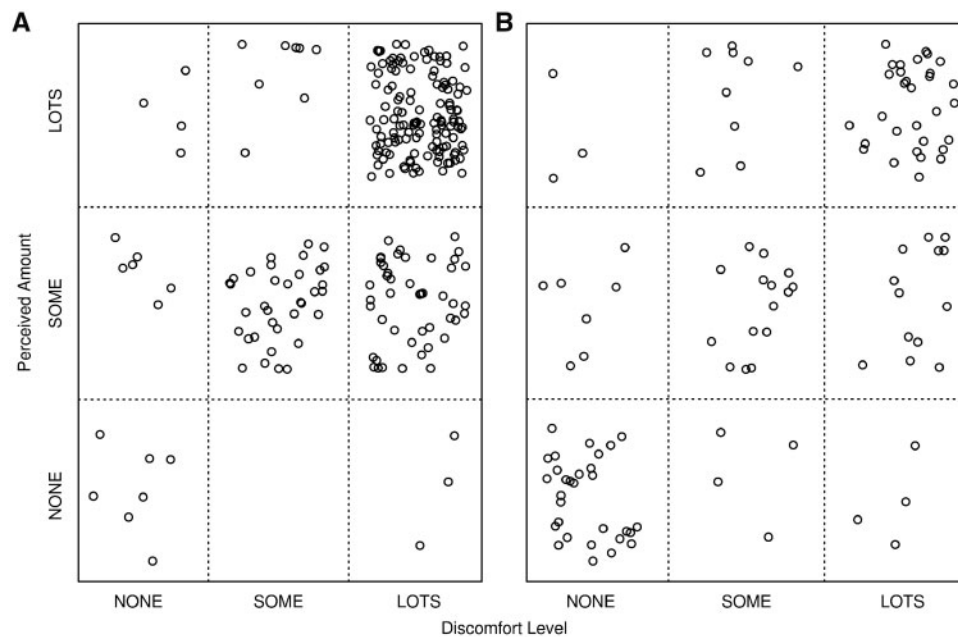 A
B
LOTS
SOME
NONE
Perceived Amount
NONE SOME LOTS NONE SOME LOTS
Discomfort Level